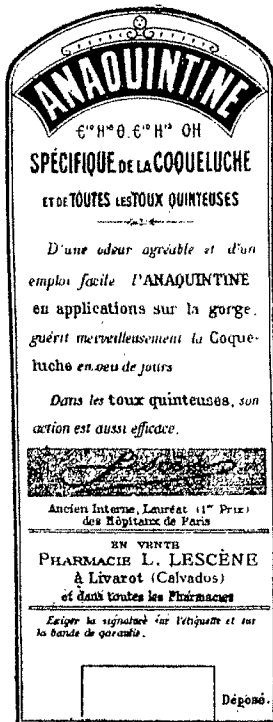 ANAQUINTINE
€¹⁰H¹⁶θ.€¹⁰H¹³ OH
SPÉCIFIQUE DE LA COQUELUCHE
ET DE TOUTES LES TOUX QUINTEUSES
D'une odeur agréable et d'un
emploi facile l'ANAQUINTINE
en applications sur la gorge,
guérit merveilleusement la Coque-
luche en peu de jours
Dans les toux quinteuses, son
action est aussi efficace.
Ancien Interne, Lauréat (1er Prix)
des Hôpitaux de Paris
EN VENTE
PHARMACIE L. LESCÈNE
À Livarot (Calvados)
et dans toutes les Pharmacies
Exiger la signature sur l'étiquette et sur
la bande de garantie.
Déposé.